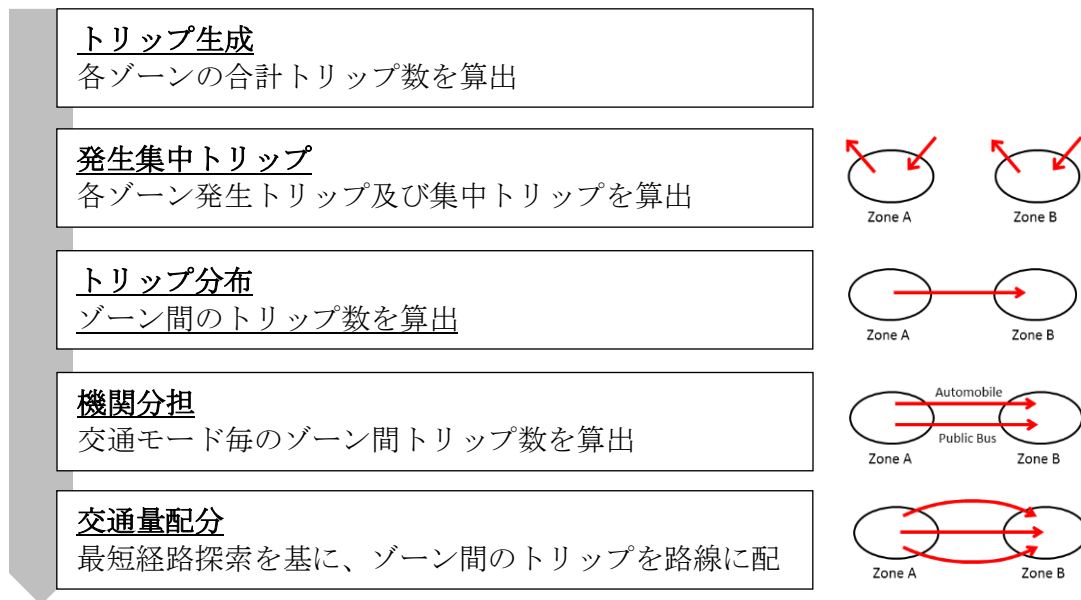 トリップ生成
各ゾーンの合計トリップ数を算出
発生集中トリップ
各ゾーン発生トリップ及び集中トリップを算出
Zone A
Zone B
トリップ分布
ゾーン間のトリップ数を算出
Zone A
Zone B
機関分担
交通モード毎のゾーン間トリップ数を算出
Automobile
Public Bus
Zone A
Zone B
交通量配分
最短経路探索を基に、ゾーン間のトリップを路線に配
Zone A
Zone B